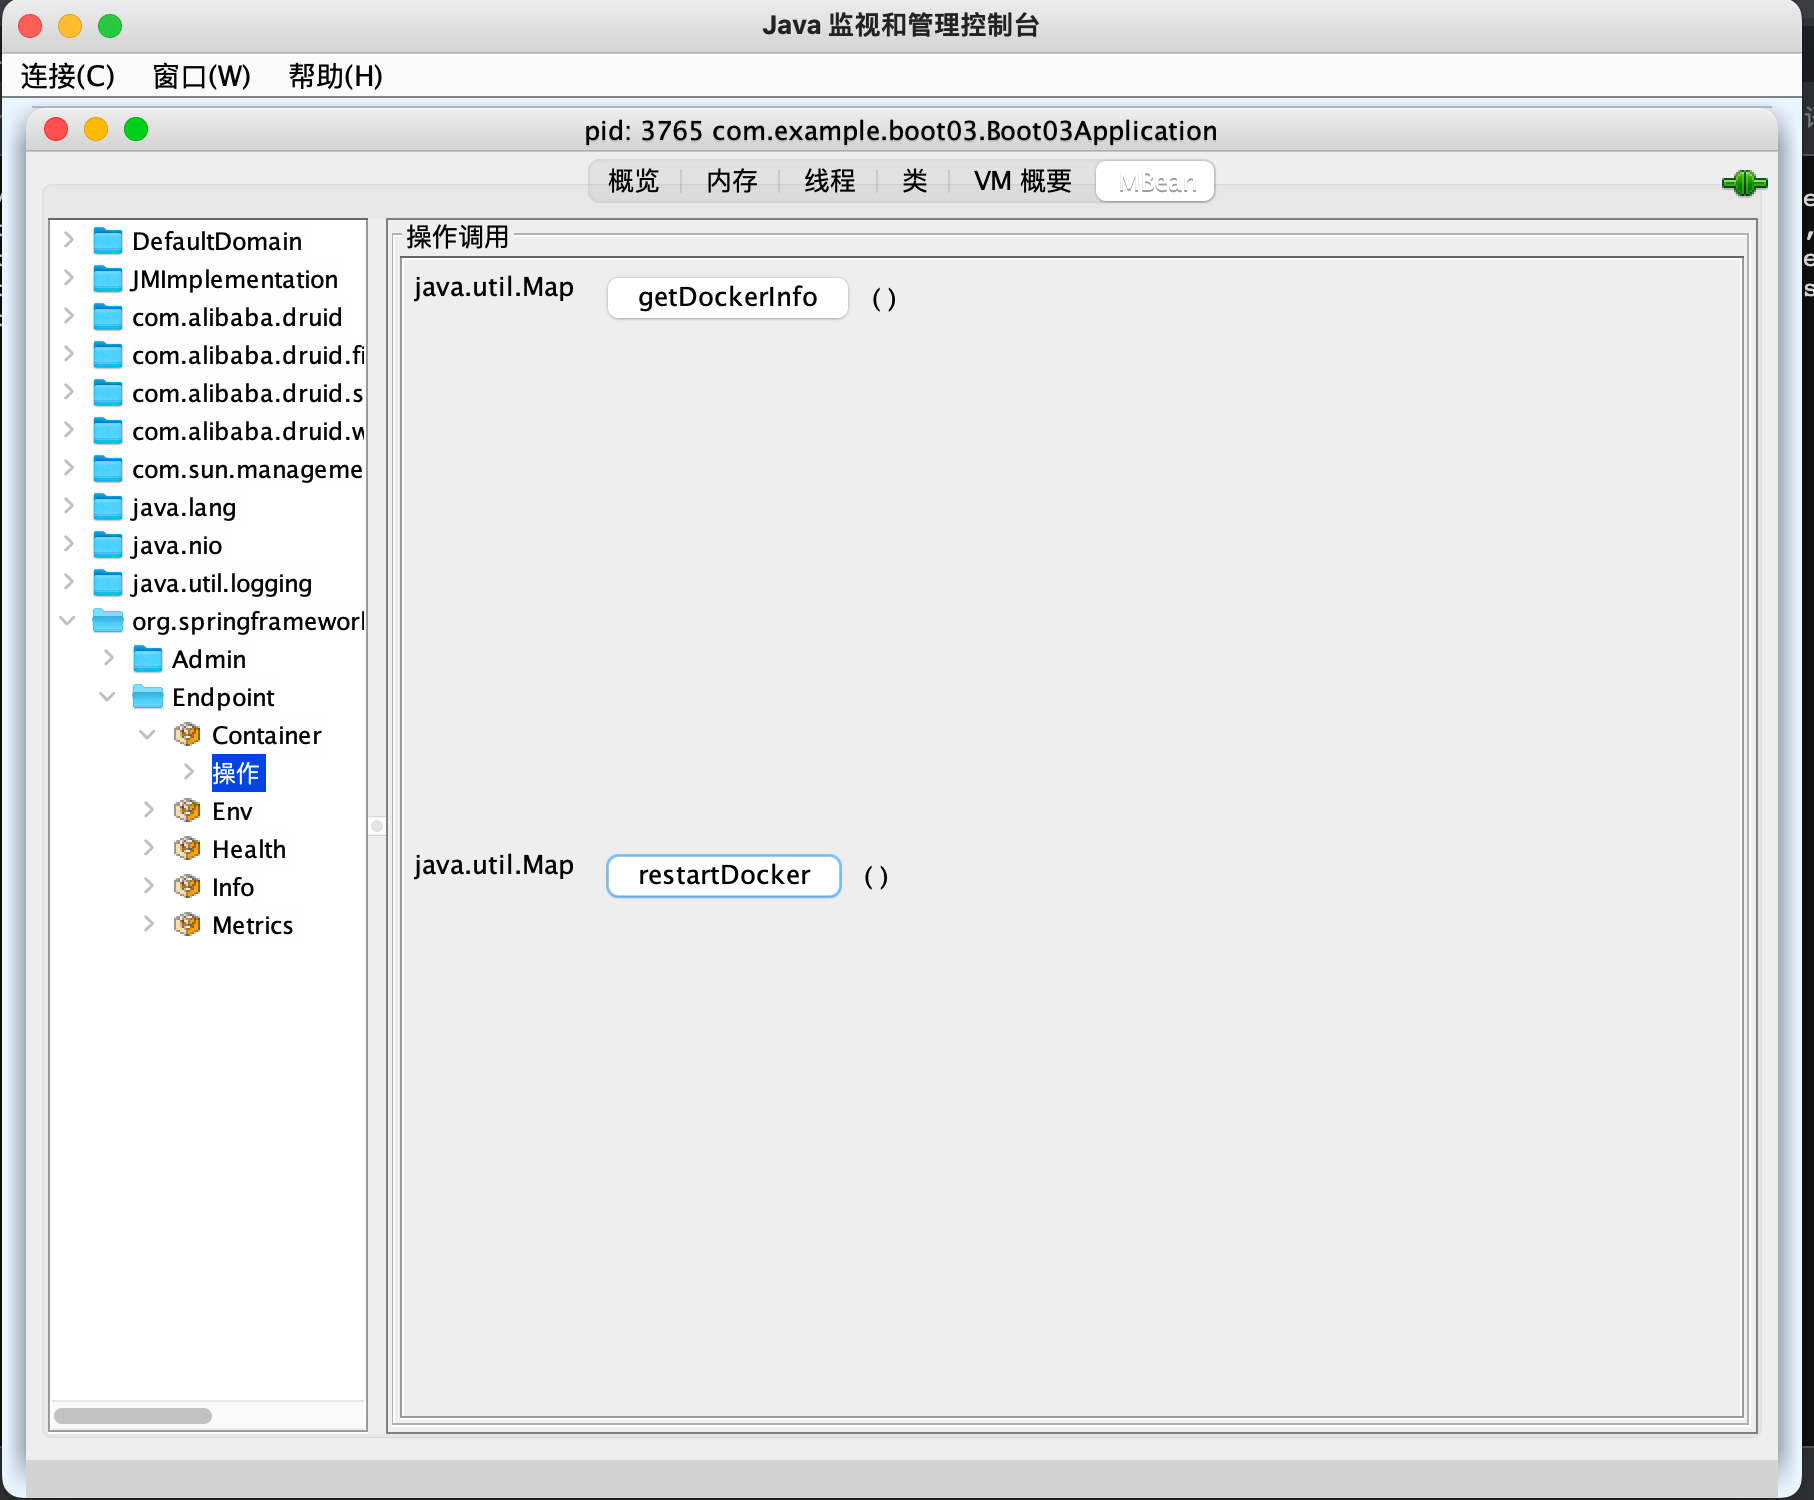 Java 监视和管理控制台
连接(C) 窗口(W) 帮助(H)
pid: 3765 com.example.boot03.Boot03Application
概览 内存 线程 类 VM 概要 MBean
DefaultDomain
JMImplementation
com.alibaba.druid
com.alibaba.druid.fi
com.alibaba.druid.s
com.alibaba.druid.w
com.sun.manageme
java.lang
java.nio
java.util.logging
org.springframework
Admin
Endpoint
Container
操作
Env
Health
Info
Metrics
操作调用
java.util.Map getDockerInfo ( )
java.util.Map restartDocker ( )